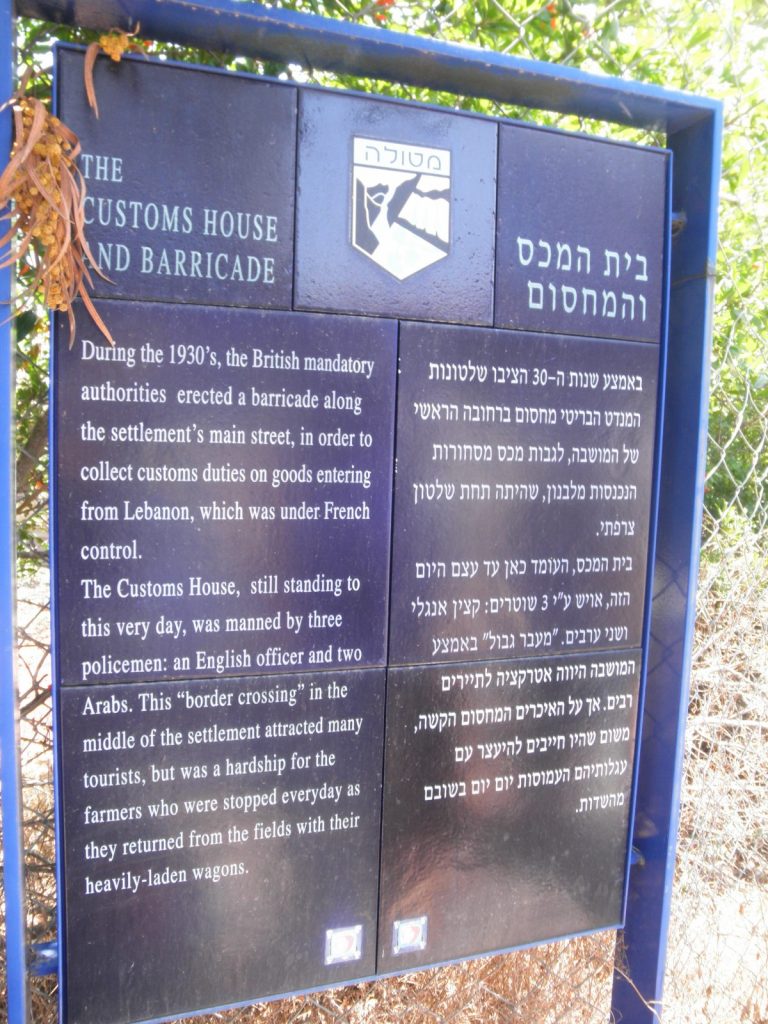 THE
CUSTOMS HOUSE
AND BARRICADE
מטולה
בית המכס
והמחסום
During the 1930's, the British mandatory
authorities erected a barricade along
the settlement's main street, in order to
collect customs duties on goods entering
from Lebanon, which was under French
control.
The Customs House, still standing to
this very day, was manned by three
policemen: an English officer and two
Arabs. This “border crossing” in the
middle of the settlement attracted many
tourists, but was a hardship for the
farmers who were stopped everyday as
they returned from the fields with their
heavily-laden wagons.
באמצע שנות ה-30 הציבו שלטונות
המנדט הבריטי מחסום ברחובה הראשי
של המושבה, לגבות מכס מסחורות
הנכנסות מלבנון, שהיתה תחת שלטון
צרפתי.
בית המכס, העומד כאן עד עצם היום
הזה, אויש ע"י 3 שוטרים: קצין אנגלי
ושני ערבים. "מעבר גבול" באמצע
המושבה היווה אטרקציה לתיירים
רבים. אך על האיכרים המחסום הקשה,
משום שהיו חייבים להיעצר עם
עגלותיהם העמוסות יום יום בשובם
מהשדות.